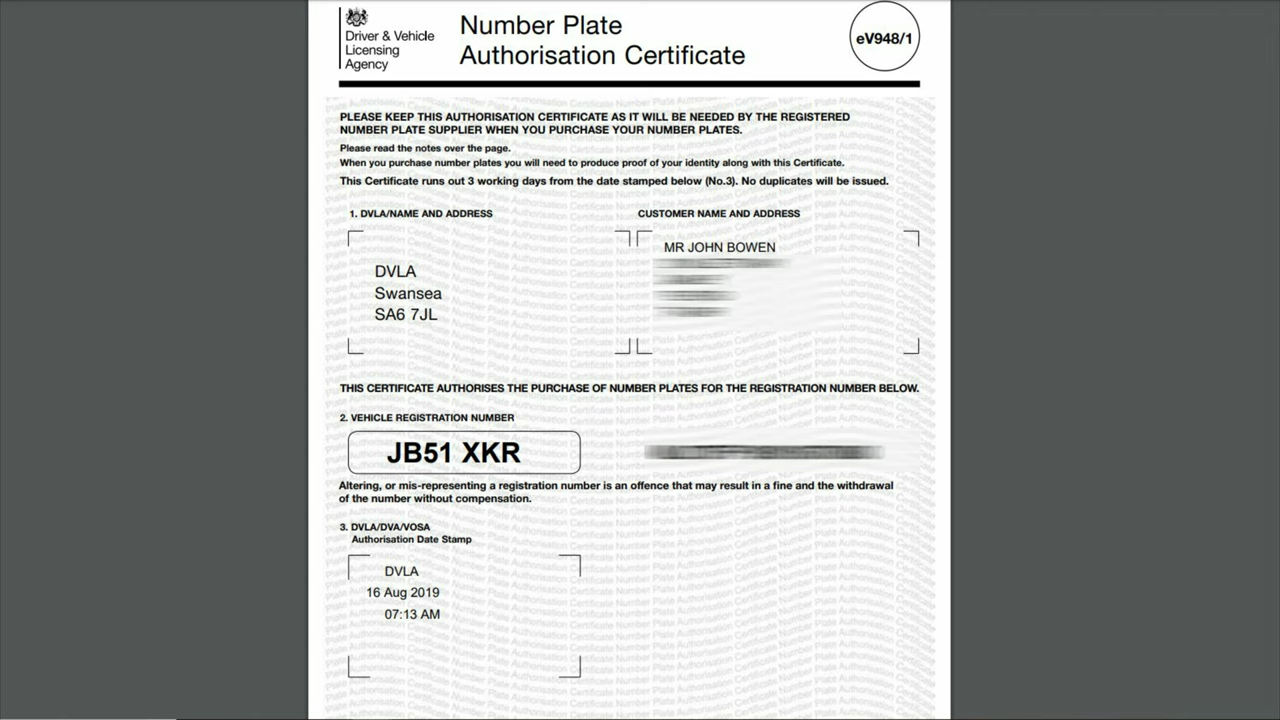 Driver & Vehicle
Licensing
Agency
Number Plate
Authorisation Certificate
eV948/1
PLEASE KEEP THIS AUTHORISATION CERTIFICATE AS IT WILL BE NEEDED BY THE REGISTERED
NUMBER PLATE SUPPLIER WHEN YOU PURCHASE YOUR NUMBER PLATES.
Please read the notes over the page.
When you purchase number plates you will need to produce proof of your identity along with this Certificate.
This Certificate runs out 3 working days from the date stamped below (No.3). No duplicates will be issued.
1. DVLA/NAME AND ADDRESS
DVLA
Swansea
SA6 7JL
CUSTOMER NAME AND ADDRESS
MR JOHN BOWEN
THIS CERTIFICATE AUTHORISES THE PURCHASE OF NUMBER PLATES FOR THE REGISTRATION NUMBER BELOW.
2. VEHICLE REGISTRATION NUMBER
JB51 XKR
Altering, or mis-representing a registration number is an offence that may result in a fine and the withdrawal
of the number without compensation.
3. DVLA/DVA/VOSA
Authorisation Date Stamp
DVLA
16 Aug 2019
07:13 AM